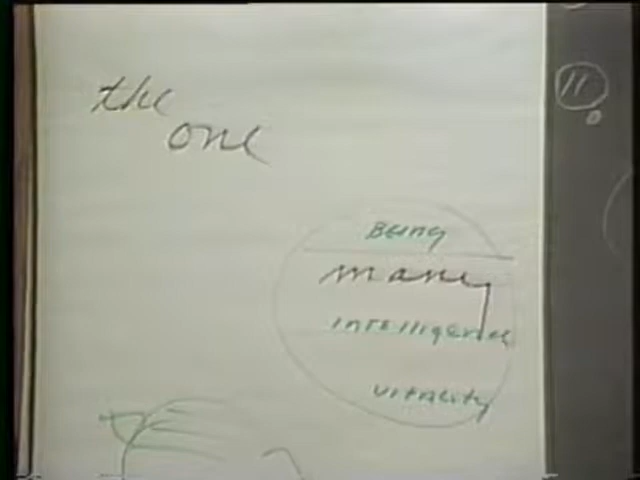 the
one
Being
many
intelligence
vitality
11